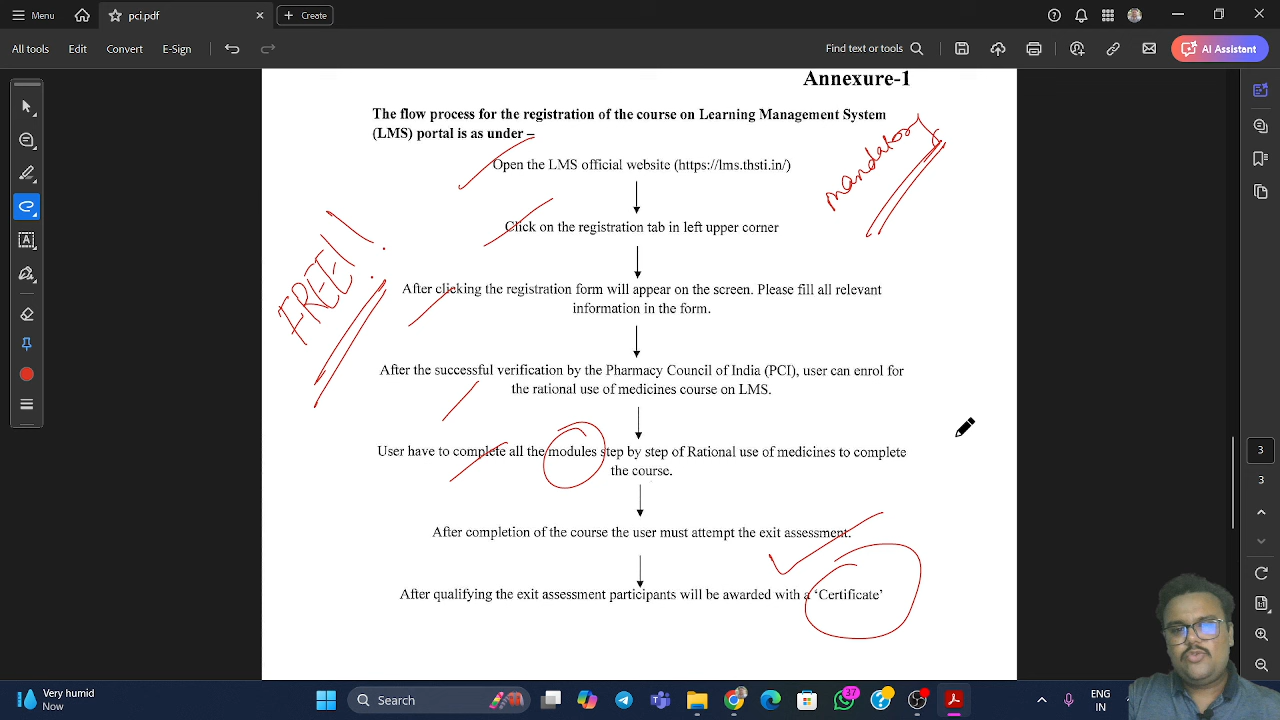 Menu
pci.pdf
Create
All tools
Edit
Convert
E-Sign
Find text or tools
AI Assistant
Annexure-1
The flow process for the registration of the course on Learning Management System
(LMS) portal is as under –
Open the LMS official website (https://lms.thsti.in/)
mandatory
Click on the registration tab in left upper corner
FREE!!
After clicking the registration form will appear on the screen. Please fill all relevant
information in the form.
After the successful verification by the Pharmacy Council of India (PCI), user can enrol for
the rational use of medicines course on LMS.
User have to complete all the modules step by step of Rational use of medicines to complete
the course.
After completion of the course the user must attempt the exit assessment.
After qualifying the exit assessment participants will be awarded with a ‘Certificate’
3
3
Very humid
Now
Search
37
ENG
IN